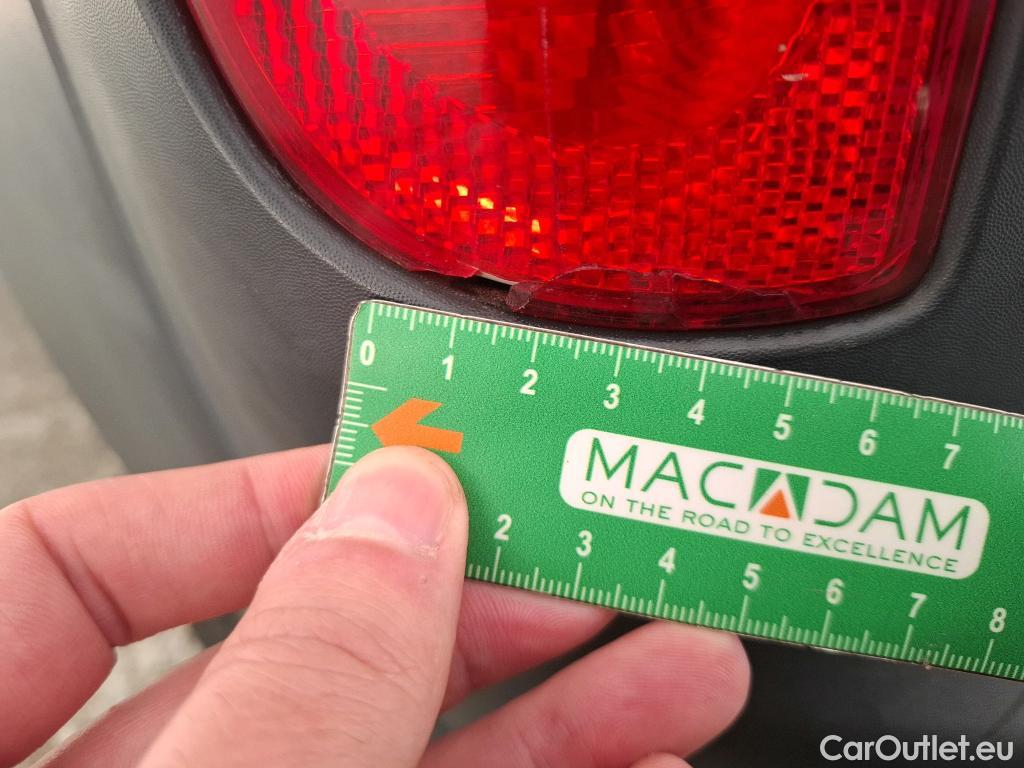 0 1 2 3 4 5 6 7
MACADAM
ON THE ROAD TO EXCELLENCE
2 3 4 5 6 7 8
CarOutlet.eu